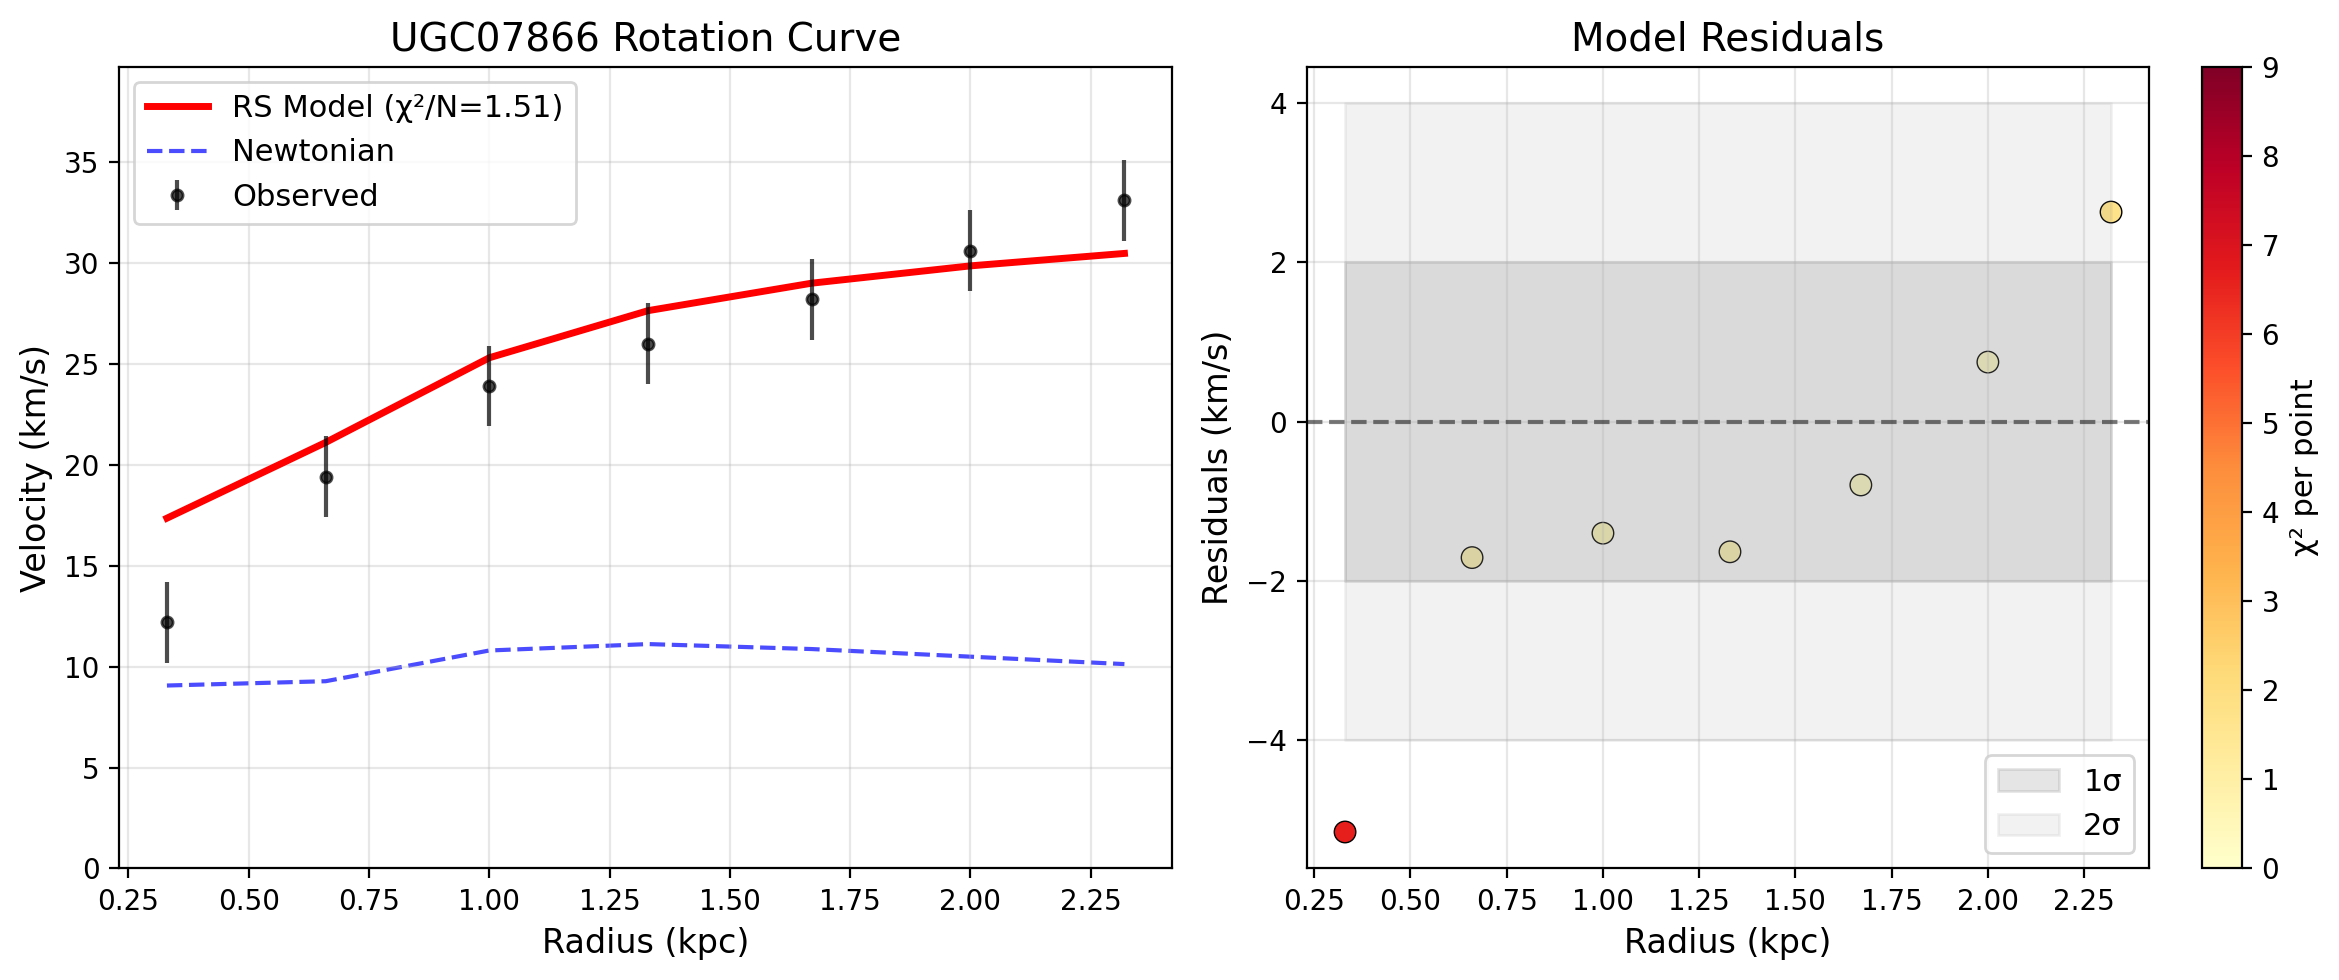 UGC07866 Rotation Curve
RS Model (χ²/N=1.51)
Newtonian
Observed
Velocity (km/s)
35
30
25
20
15
10
5
0
0.25 0.50 0.75 1.00 1.25 1.50 1.75 2.00 2.25
Radius (kpc)
Model Residuals
Residuals (km/s)
4
2
0
−2
−4
1σ
2σ
0.25 0.50 0.75 1.00 1.25 1.50 1.75 2.00 2.25
Radius (kpc)
9
8
7
6
5
4
3
2
1
0
χ² per point